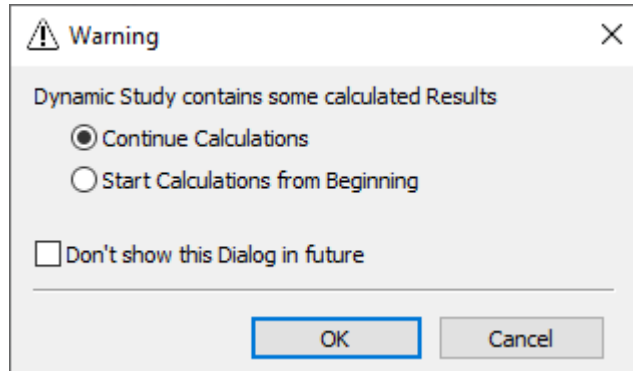 Warning
Dynamic Study contains some calculated Results
Continue Calculations
Start Calculations from Beginning
Don't show this Dialog in future
OK
Cancel